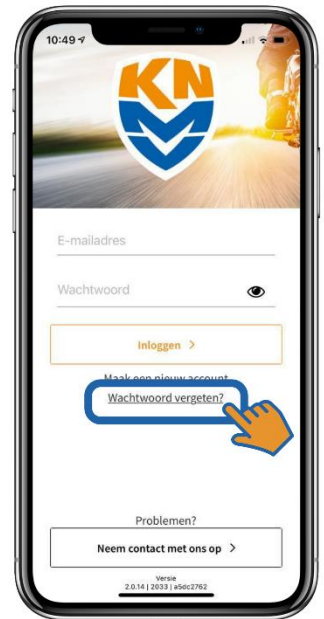 10:49
KN
E-mailadres
Wachtwoord
Inloggen >
Maak een nieuw account
Wachtwoord vergeten?
Problemen?
Neem contact met ons op >
Versie
2.0.14 | 2033 | a5dc2762